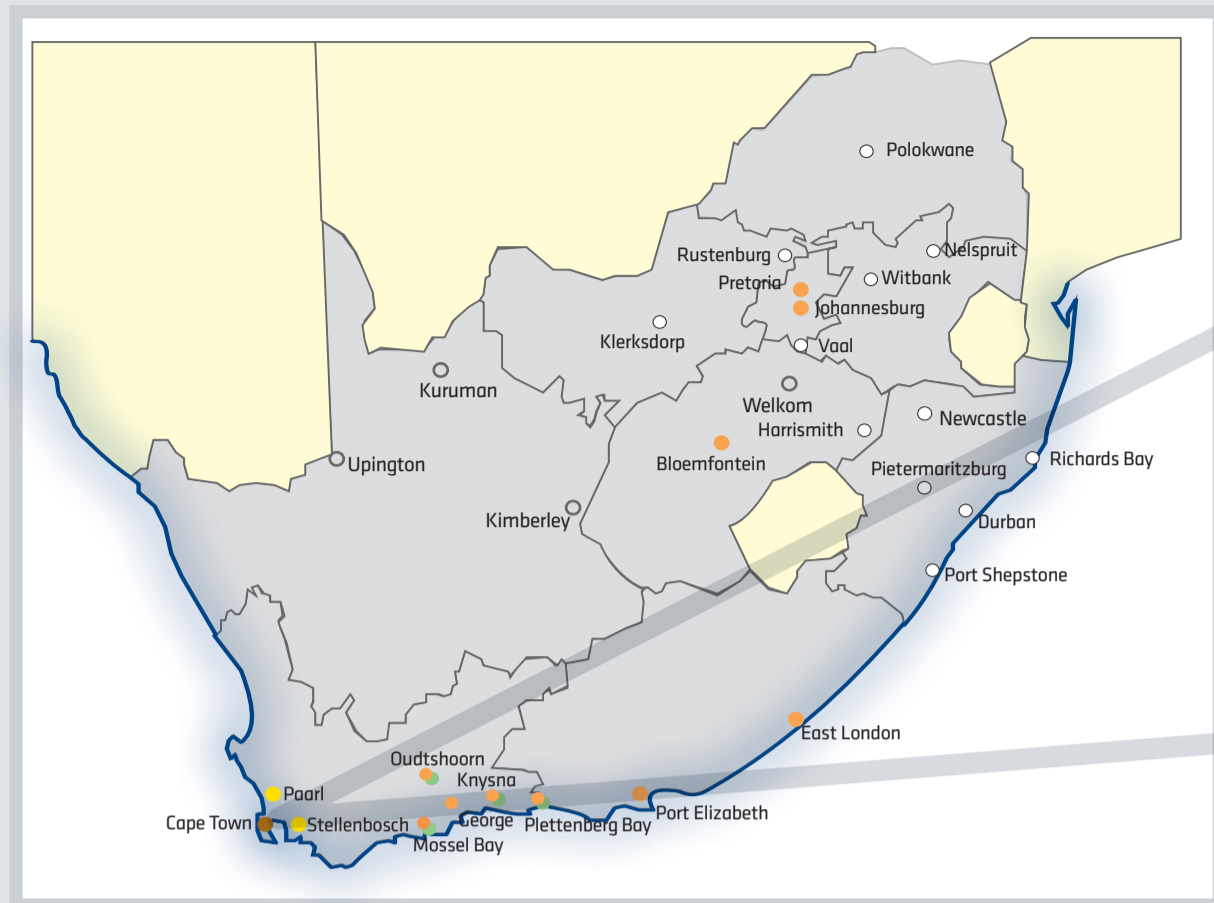 Polokwane
Nelspruit
Rustenburg
Witbank
Pretoria
Johannesburg
Klerksdorp
Vaal
Kuruman
Welkom
Newcastle
Harrismith
Bloemfontein
Richards Bay
Upington
Pietermaritzburg
Kimberley
Durban
Port Shepstone
East London
Oudtshoorn
Knysna
Paarl
Port Elizabeth
George
Cape Town
Stellenbosch
Plettenberg Bay
Mossel Bay